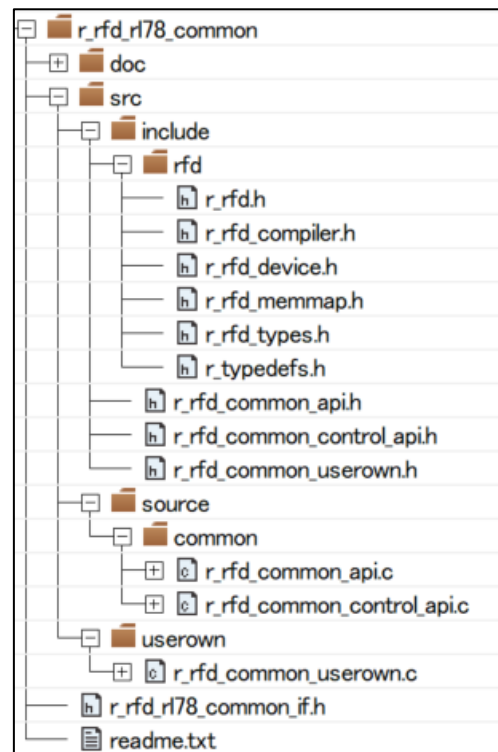 r_rfd_rl78_common
doc
src
include
rfd
r_rfd.h
r_rfd_compiler.h
r_rfd_device.h
r_rfd_memmap.h
r_rfd_types.h
r_typedefs.h
r_rfd_common_api.h
r_rfd_common_control_api.h
r_rfd_common_userown.h
source
common
r_rfd_common_api.c
r_rfd_common_control_api.c
userown
r_rfd_common_userown.c
r_rfd_rl78_common_if.h
readme.txt